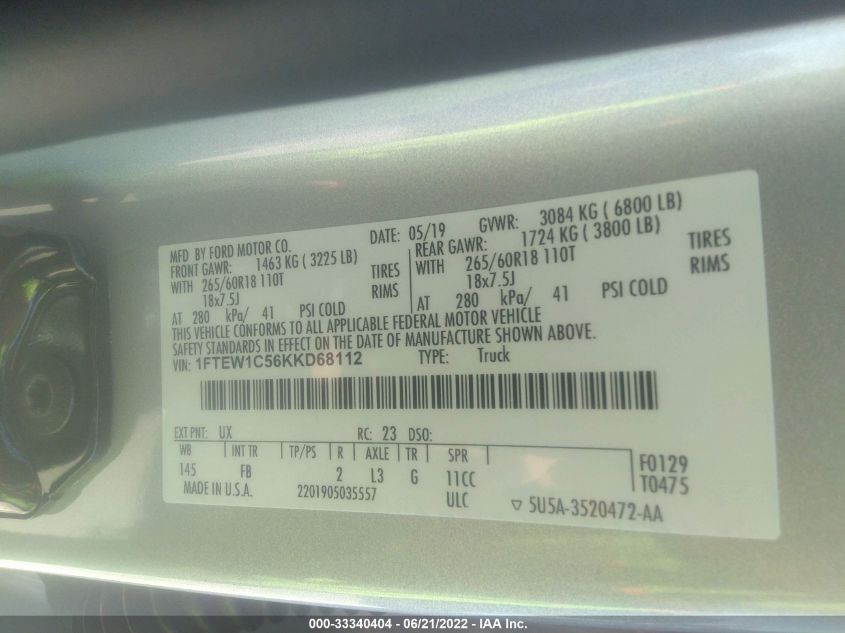 MFD BY FORD MOTOR CO. DATE: 05/19 GVWR: 3084 KG ( 6800 LB)
FRONT GAWR: 1463 KG ( 3225 LB) REAR GAWR: 1724 KG ( 3800 LB)
WITH 265/60R18 110T TIRES WITH 265/60R18 110T TIRES
18x7.5J RIMS 18x7.5J RIMS
AT 280 kPa/ 41 PSI COLD AT 280 kPa/ 41 PSI COLD
THIS VEHICLE CONFORMS TO ALL APPLICABLE FEDERAL MOTOR VEHICLE
SAFETY STANDARDS IN EFFECT ON THE DATE OF MANUFACTURE SHOWN ABOVE.
VIN: 1FTEW1C56KKD68112 TYPE: Truck
EXT PNT: UX RC: 23 DSO:
WB INT TR TP/PS R AXLE TR SPR
145 FB 2 L3 G 11CC F0129
ULC T0475
MADE IN U.S.A. 2201905035557 ▽ 5U5A-3520472-AA
000-33340404 - 06/21/2022 - IAA Inc.